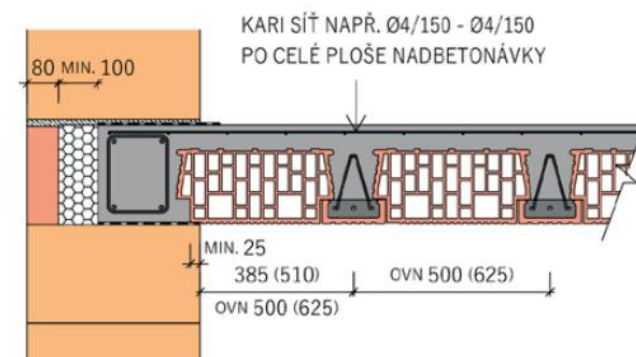 KARI SÍŤ NAPŘ. Ø4/150 - Ø4/150
PO CELÉ PLOŠE NADBETONÁVKY
80 MIN. 100
MIN. 25
385 (510)
OVN 500 (625)
OVN 500 (625)